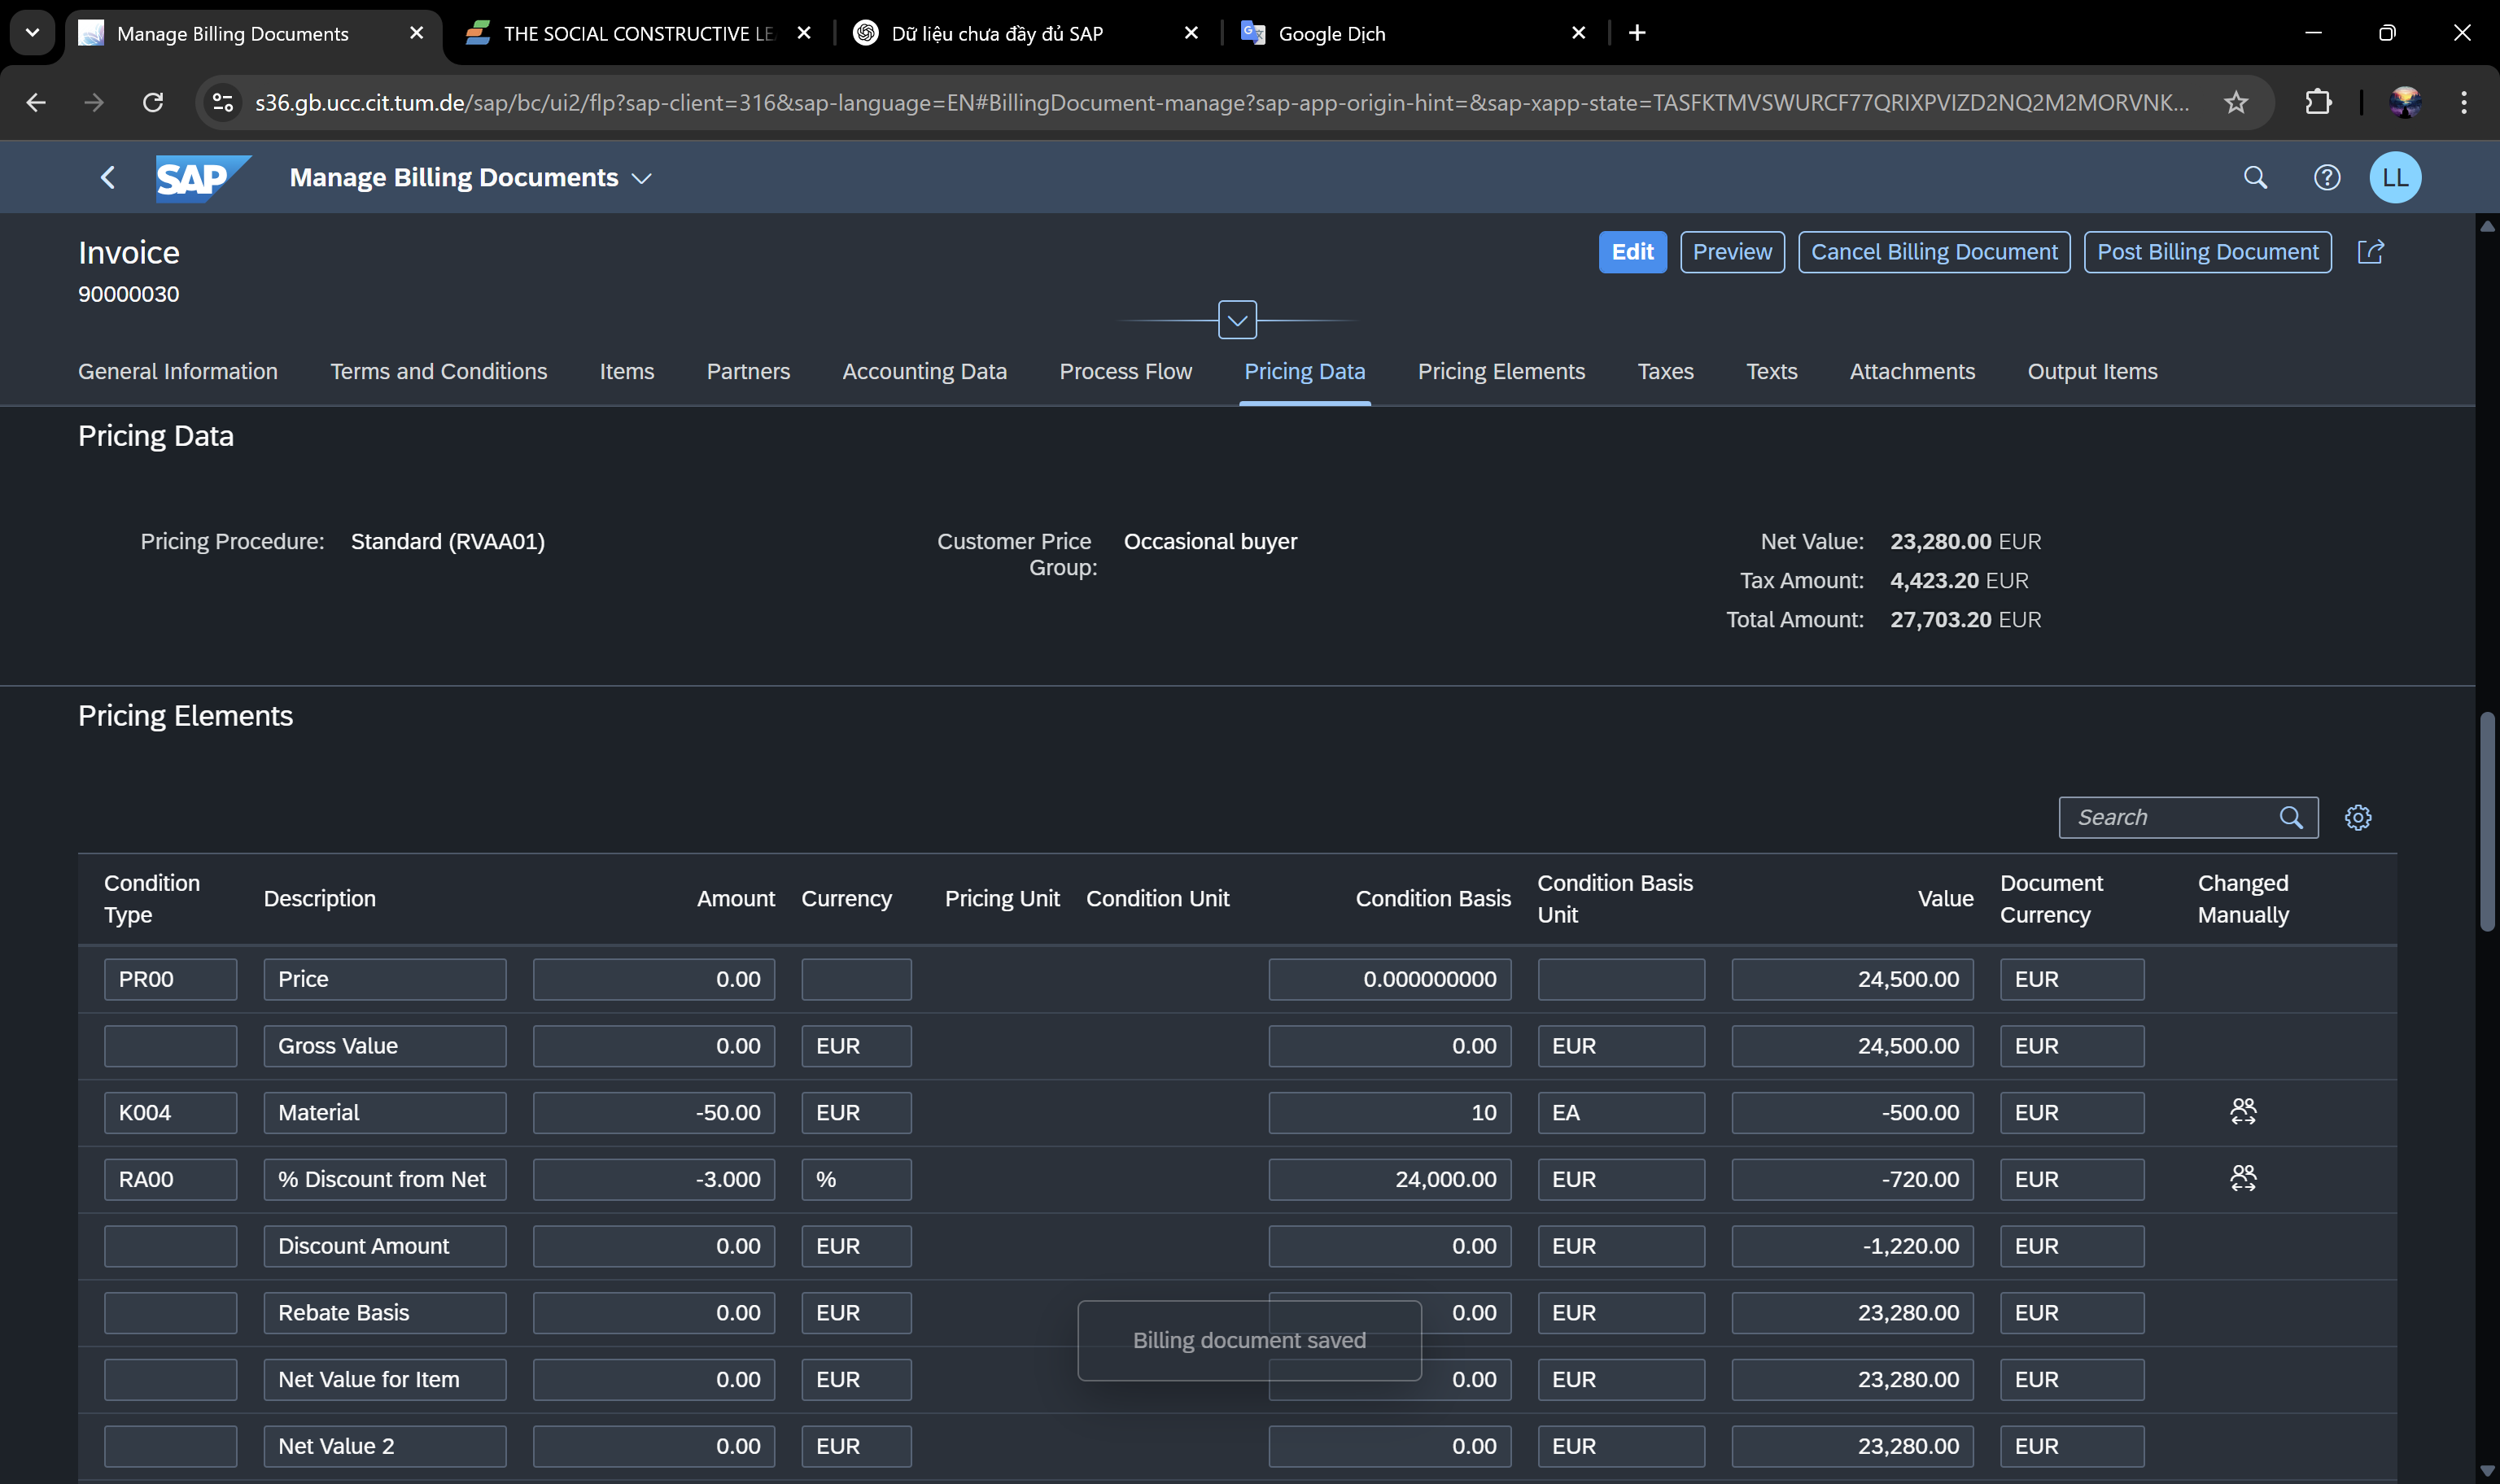 Manage Billing Documents
THE SOCIAL CONSTRUCTIVE LE
Dữ liệu chưa đầy đủ SAP
Google Dịch
s36.gb.ucc.cit.tum.de/sap/bc/ui2/flp?sap-client=316&sap-language=EN#BillingDocument-manage?sap-app-origin-hint=&sap-xapp-state=TASFKTMVSWURCF77QRIXPVIZD2NQ2M2MORVNK...
SAP
Manage Billing Documents
LL
Invoice
Edit Preview Cancel Billing Document Post Billing Document
90000030
General Information Terms and Conditions Items Partners Accounting Data Process Flow Pricing Data Pricing Elements Taxes Texts Attachments Output Items
Pricing Data
Pricing Procedure: Standard (RVAA01)
Customer Price Group: Occasional buyer
Net Value: 23,280.00 EUR
Tax Amount: 4,423.20 EUR
Total Amount: 27,703.20 EUR
Pricing Elements
Search
Condition Type Description Amount Currency Pricing Unit Condition Unit Condition Basis Condition Basis Unit Value Document Currency Changed Manually
PR00 Price 0.00 0.000000000 24,500.00 EUR
Gross Value 0.00 EUR 0.00 EUR 24,500.00 EUR
K004 Material -50.00 EUR 10 EA -500.00 EUR
RA00 % Discount from Net -3.000 % 24,000.00 EUR -720.00 EUR
Discount Amount 0.00 EUR 0.00 EUR -1,220.00 EUR
Rebate Basis 0.00 EUR 0.00 EUR 23,280.00 EUR
Billing document saved
Net Value for Item 0.00 EUR 0.00 EUR 23,280.00 EUR
Net Value 2 0.00 EUR 0.00 EUR 23,280.00 EUR